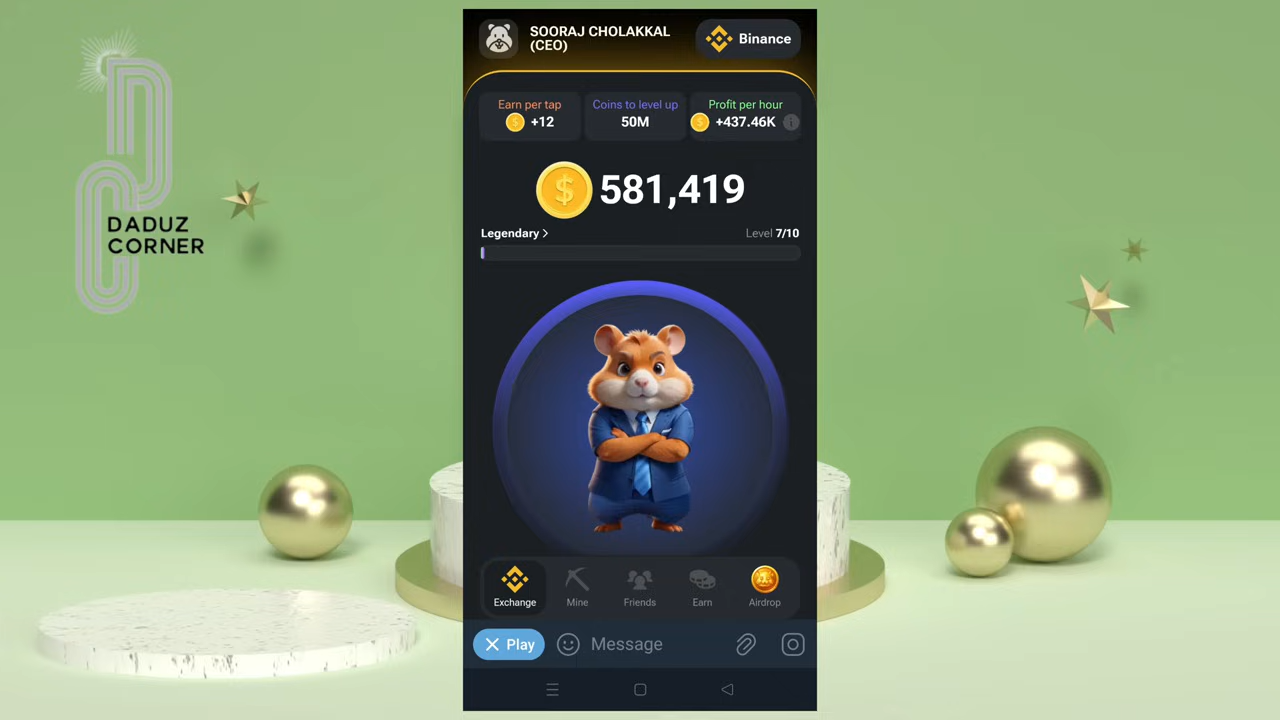 DADUZ
CORNER
SOORAJ CHOLAKKAL
(CEO)
Binance
Earn per tap
+12
Coins to level up
50M
Profit per hour
+437.46K
581,419
Legendary >
Level 7/10
Exchange
Mine
Friends
Earn
Airdrop
Play
Message